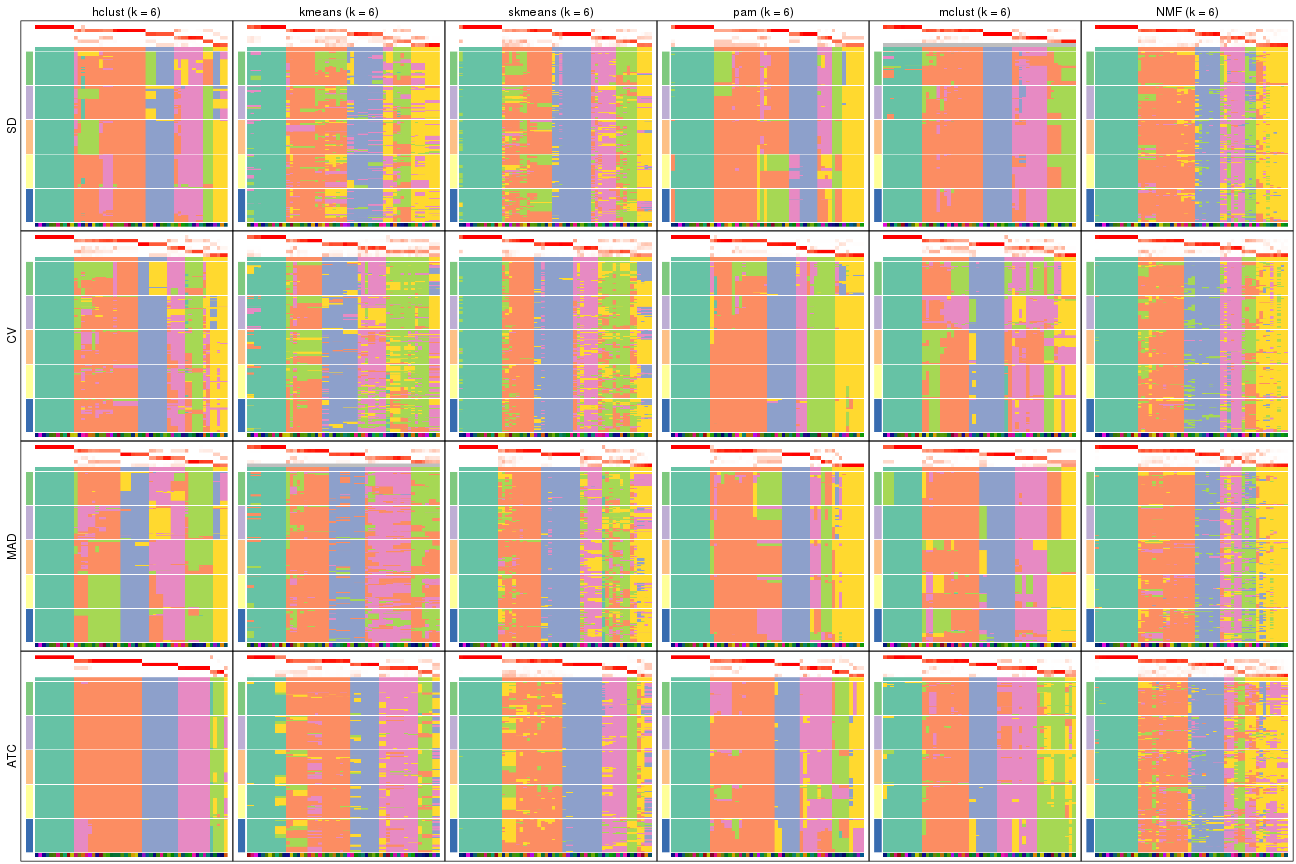 hclust (k = 6)
kmeans (k = 6)
skmeans (k = 6)
pam (k = 6)
mclust (k = 6)
NMF (k = 6)
SD
CV
MAD
ATC